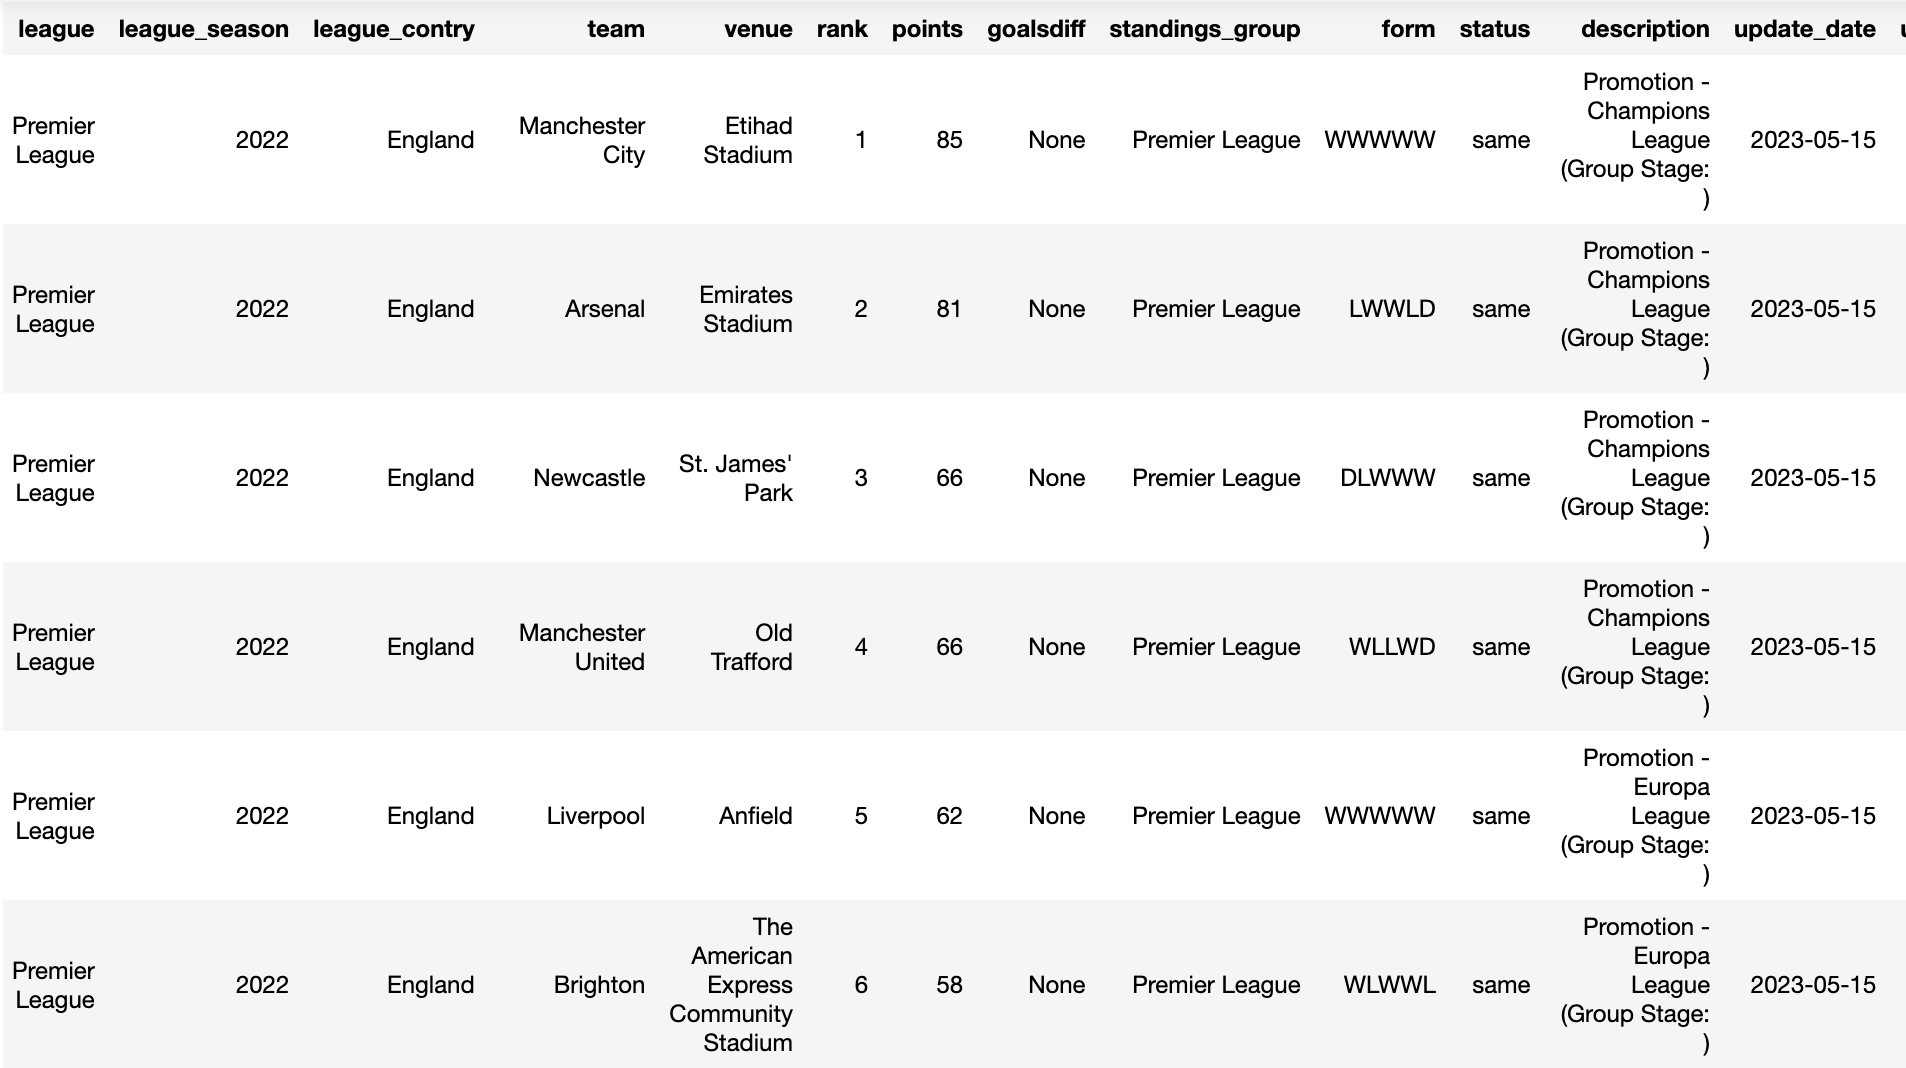 league league_season league_contry team venue rank points goalsdiff standings_group form status description update_date
Premier League 2022 England Manchester City Etihad Stadium 1 85 None Premier League WWWWW same Promotion - Champions League (Group Stage: ) 2023-05-15
Premier League 2022 England Arsenal Emirates Stadium 2 81 None Premier League LWWLD same Promotion - Champions League (Group Stage: ) 2023-05-15
Premier League 2022 England Newcastle St. James' Park 3 66 None Premier League DLWWW same Promotion - Champions League (Group Stage: ) 2023-05-15
Premier League 2022 England Manchester United Old Trafford 4 66 None Premier League WLLWD same Promotion - Champions League (Group Stage: ) 2023-05-15
Premier League 2022 England Liverpool Anfield 5 62 None Premier League WWWWW same Promotion - Europa League (Group Stage: ) 2023-05-15
Premier League 2022 England Brighton The American Express Community Stadium 6 58 None Premier League WLWWL same Promotion - Europa League (Group Stage: ) 2023-05-15